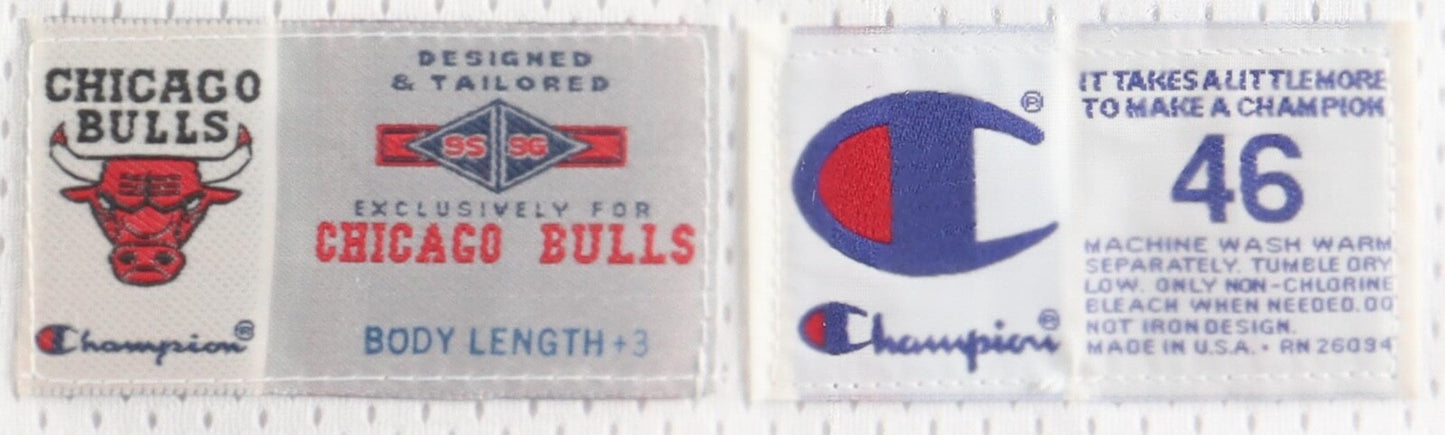 CHICAGO
BULLS
Champion®
DESIGNED
& TAILORED
95 96
EXCLUSIVELY FOR
CHICAGO BULLS
BODY LENGTH +3
®
Champion®
IT TAKES A LITTLE MORE
TO MAKE A CHAMPION
46
MACHINE WASH WARM
SEPARATELY. TUMBLE DRY
LOW. ONLY NON-CHLORINE
BLEACH WHEN NEEDED. DO
NOT IRON DESIGN.
MADE IN U.S.A. • RN 26094